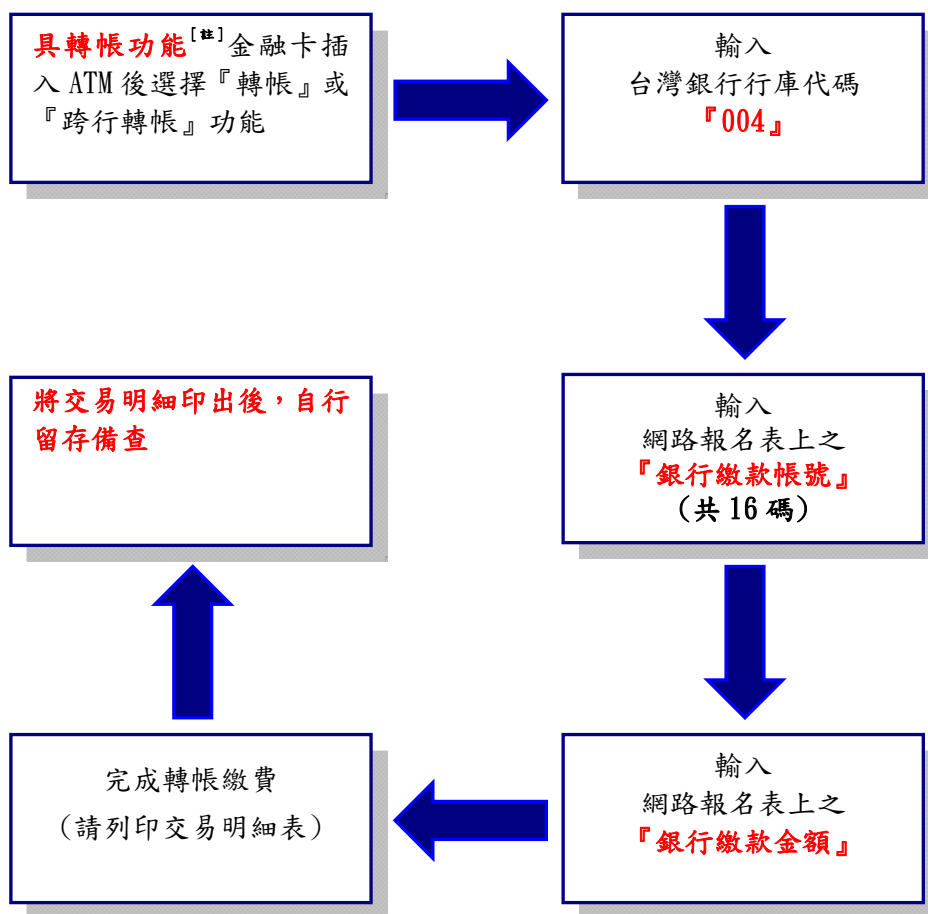 具轉帳功能[註]金融卡插
入 ATM 後選擇『轉帳』或
『跨行轉帳』功能
輸入
台灣銀行行庫代碼
『004』
輸入
網路報名表上之
『銀行繳款帳號』
(共 16 碼)
輸入
網路報名表上之
『銀行繳款金額』
完成轉帳繳費
(請列印交易明細表)
將交易明細印出後，自行
留存備查